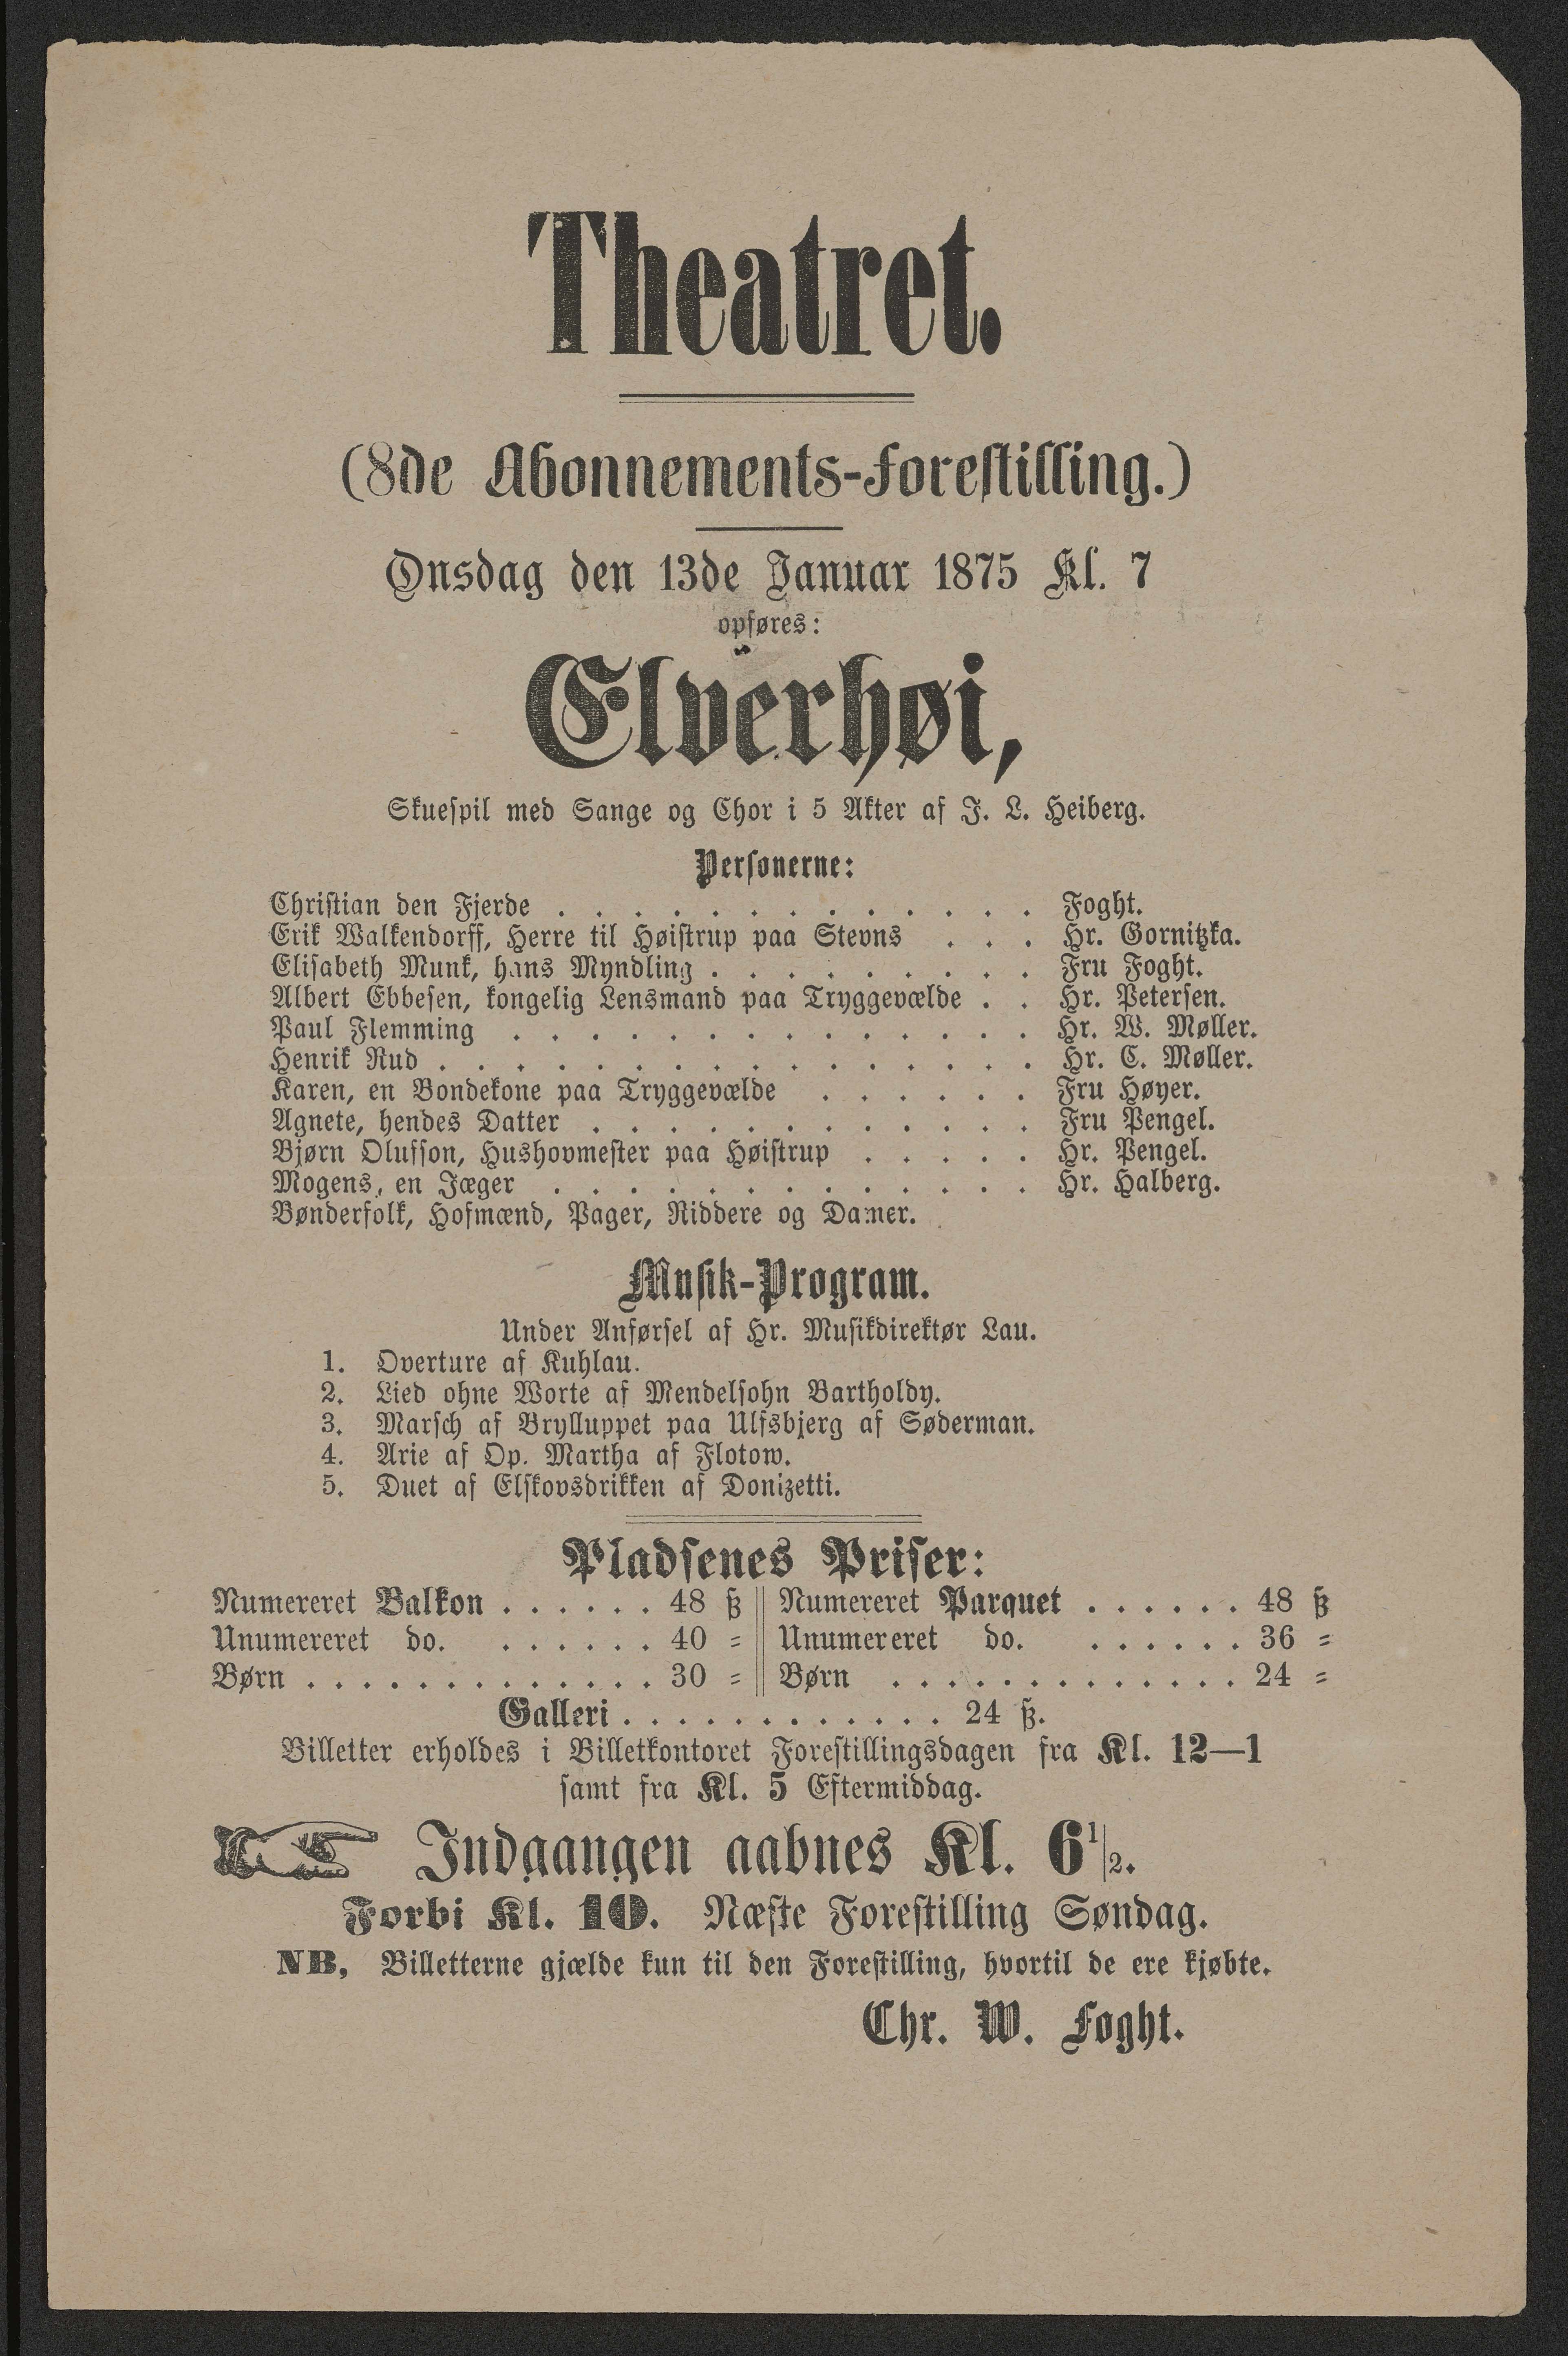 Theatret.
(8de Abonnements-Forestilling.)
Onsdag den 13de Januar 1875 Kl. 7
opføres:
Elverhøi,
Skuespil med Sange og Chor i 5 Akter af J. L. Heiberg.
Personerne:
Christian den Fjerde . . . . . . . . . . . . . Foght.
Erik Walkendorff, Herre til Høistrup paa Stevns . . . Hr. Gornitzka.
Elisabeth Munk, hans Myndling . . . . . . . . . Fru Foght.
Albert Ebbesen, kongelig Lensmand paa Tryggevælde . . Hr. Petersen.
Paul Flemming . . . . . . . . . . . . . . Hr. W. Møller.
Henrik Rud . . . . . . . . . . . . . . . . Hr. C. Møller.
Karen, en Bondekone paa Tryggevælde . . . . . . Fru Høyer.
Agnete, hendes Datter . . . . . . . . . . . . Fru Pengel.
Bjørn Olufson, Hushovmester paa Høistrup . . . . . Hr. Pengel.
Mogens, en Jæger . . . . . . . . . . . . . Hr. Halberg.
Bønderfolk, Hofmænd, Pager, Riddere og Damer.
Musik-Program.
Under Anførsel af Hr. Musikdirektør Lau.
1. Overture af Kuhlau.
2. Lied ohne Worte af Mendelsohn Bartholdy.
3. Marsch af Brylluppet paa Ulfsbjerg af Søderman.
4. Arie af Op. Martha af Flotow.
5. Duet af Elskovsdrikken af Donizetti.
Pladsenes Priser:
Numereret Balkon . . . . . . 48 ß Numereret Parquet . . . . . . 48 ß
Unumereret do. . . . . . . 40 = Unumereret do. . . . . . . 36 =
Børn . . . . . . . . . . . . . 30 = Børn . . . . . . . . . . . . . 24 =
Galleri . . . . . . . . . . . . 24 ß.
Billetter erholdes i Billetkontoret Forestillingsdagen fra Kl. 12—1
samt fra Kl. 5 Eftermiddag.
Indgangen aabnes Kl. 6 1/2.
Forbi Kl. 10. Næste Forestilling Søndag.
NB. Billetterne gjælde kun til den Forestilling, hvortil de ere kjøbte.
Chr. W. Foght.